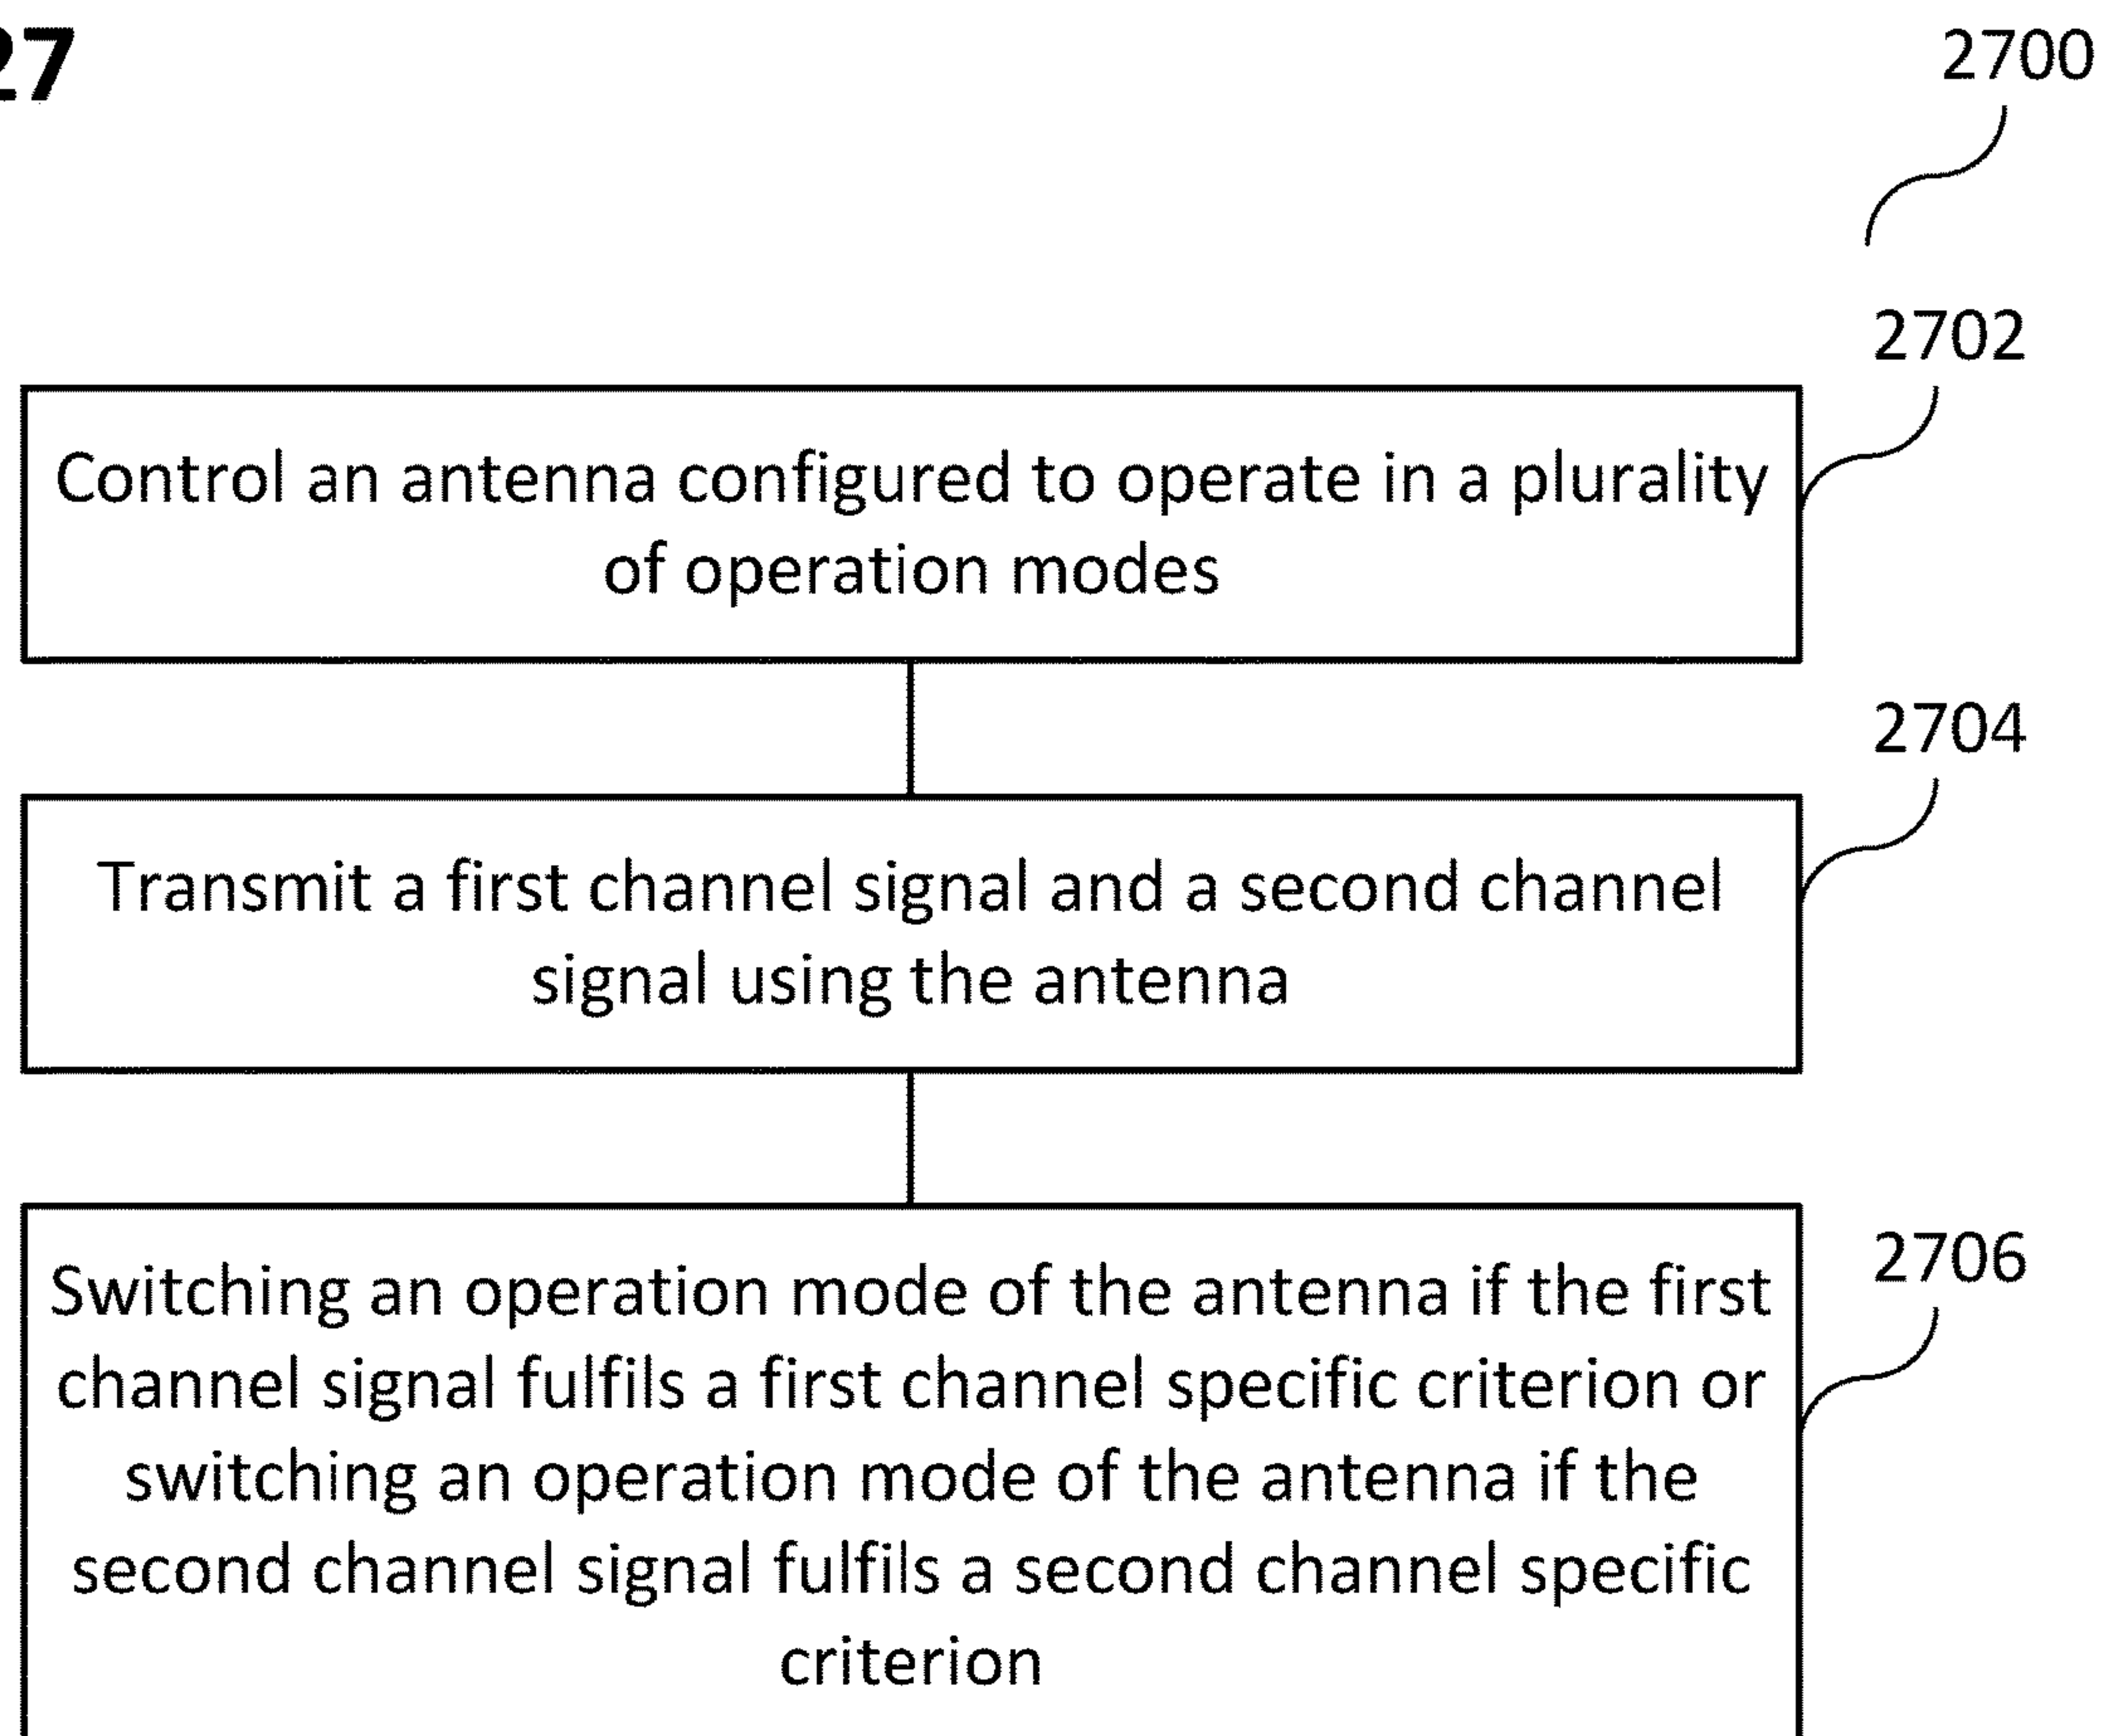 27
2700
2702
Control an antenna configured to operate in a plurality
of operation modes
2704
Transmit a first channel signal and a second channel
signal using the antenna
2706
Switching an operation mode of the antenna if the first
channel signal fulfils a first channel specific criterion or
switching an operation mode of the antenna if the
second channel signal fulfils a second channel specific
criterion